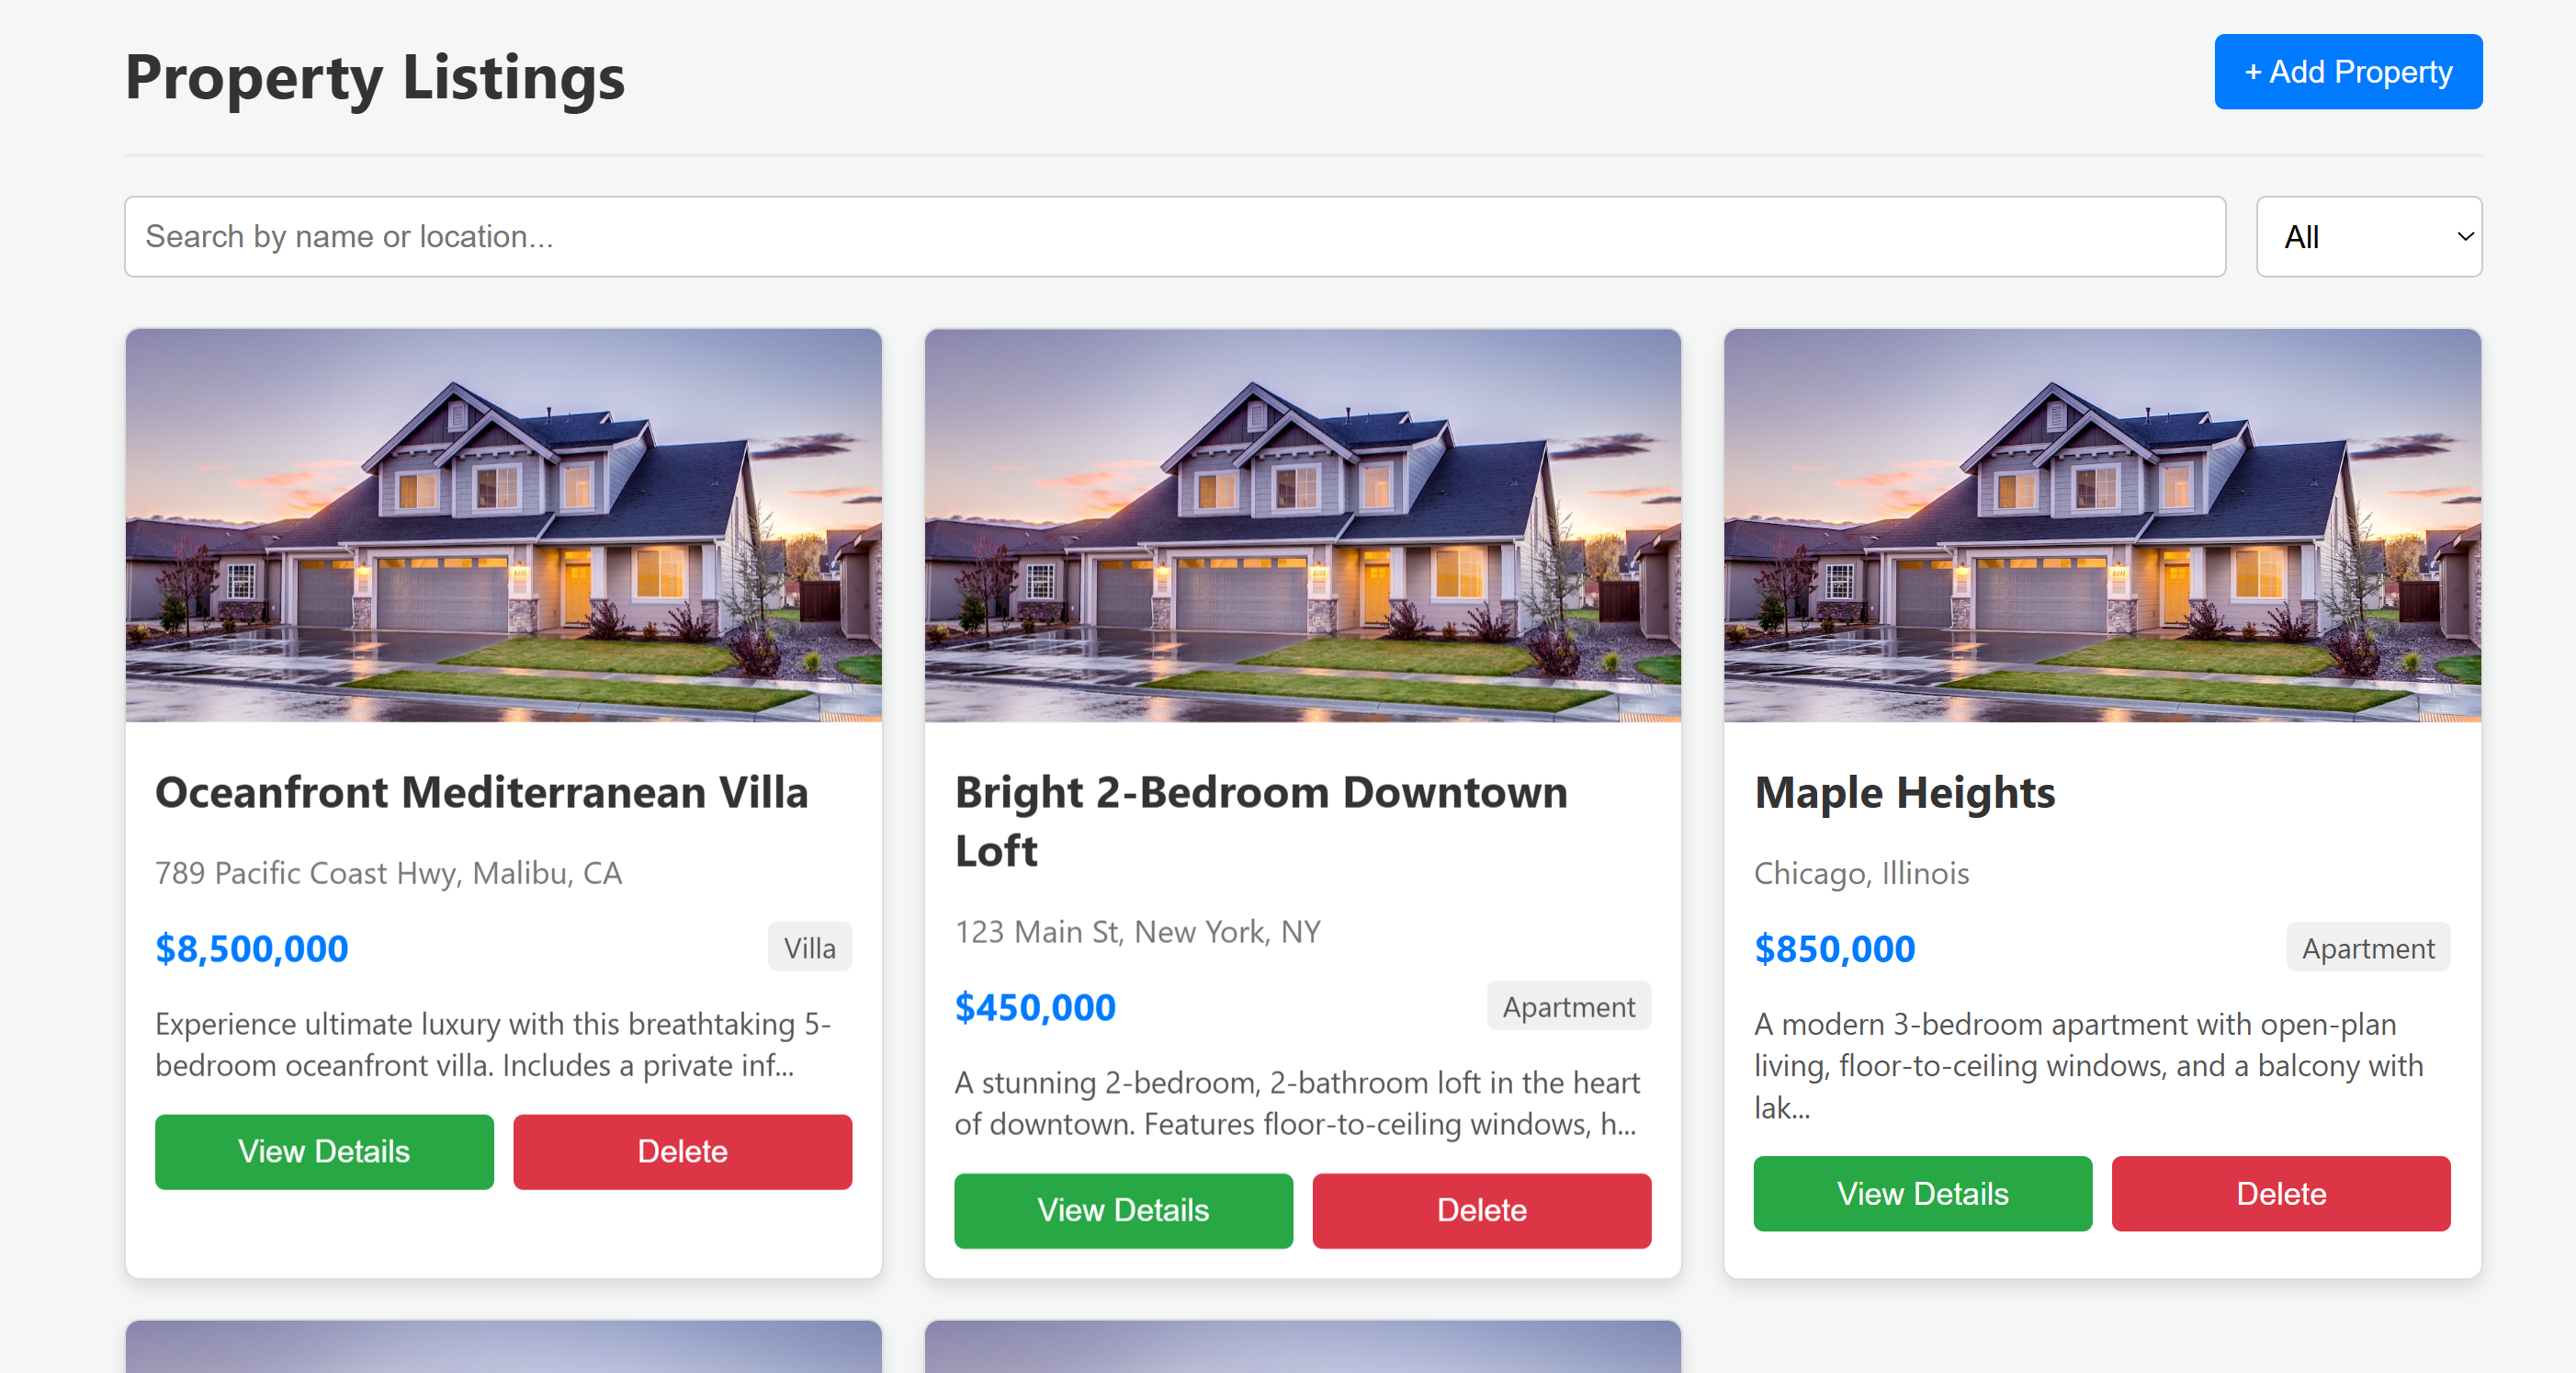 Property Listings
+ Add Property
Search by name or location...
All
Oceanfront Mediterranean Villa
789 Pacific Coast Hwy, Malibu, CA
$8,500,000
Villa
Experience ultimate luxury with this breathtaking 5-
bedroom oceanfront villa. Includes a private inf...
View Details
Delete
Bright 2-Bedroom Downtown
Loft
123 Main St, New York, NY
$450,000
Apartment
A stunning 2-bedroom, 2-bathroom loft in the heart
of downtown. Features floor-to-ceiling windows, h...
View Details
Delete
Maple Heights
Chicago, Illinois
$850,000
Apartment
A modern 3-bedroom apartment with open-plan
living, floor-to-ceiling windows, and a balcony with
lak...
View Details
Delete